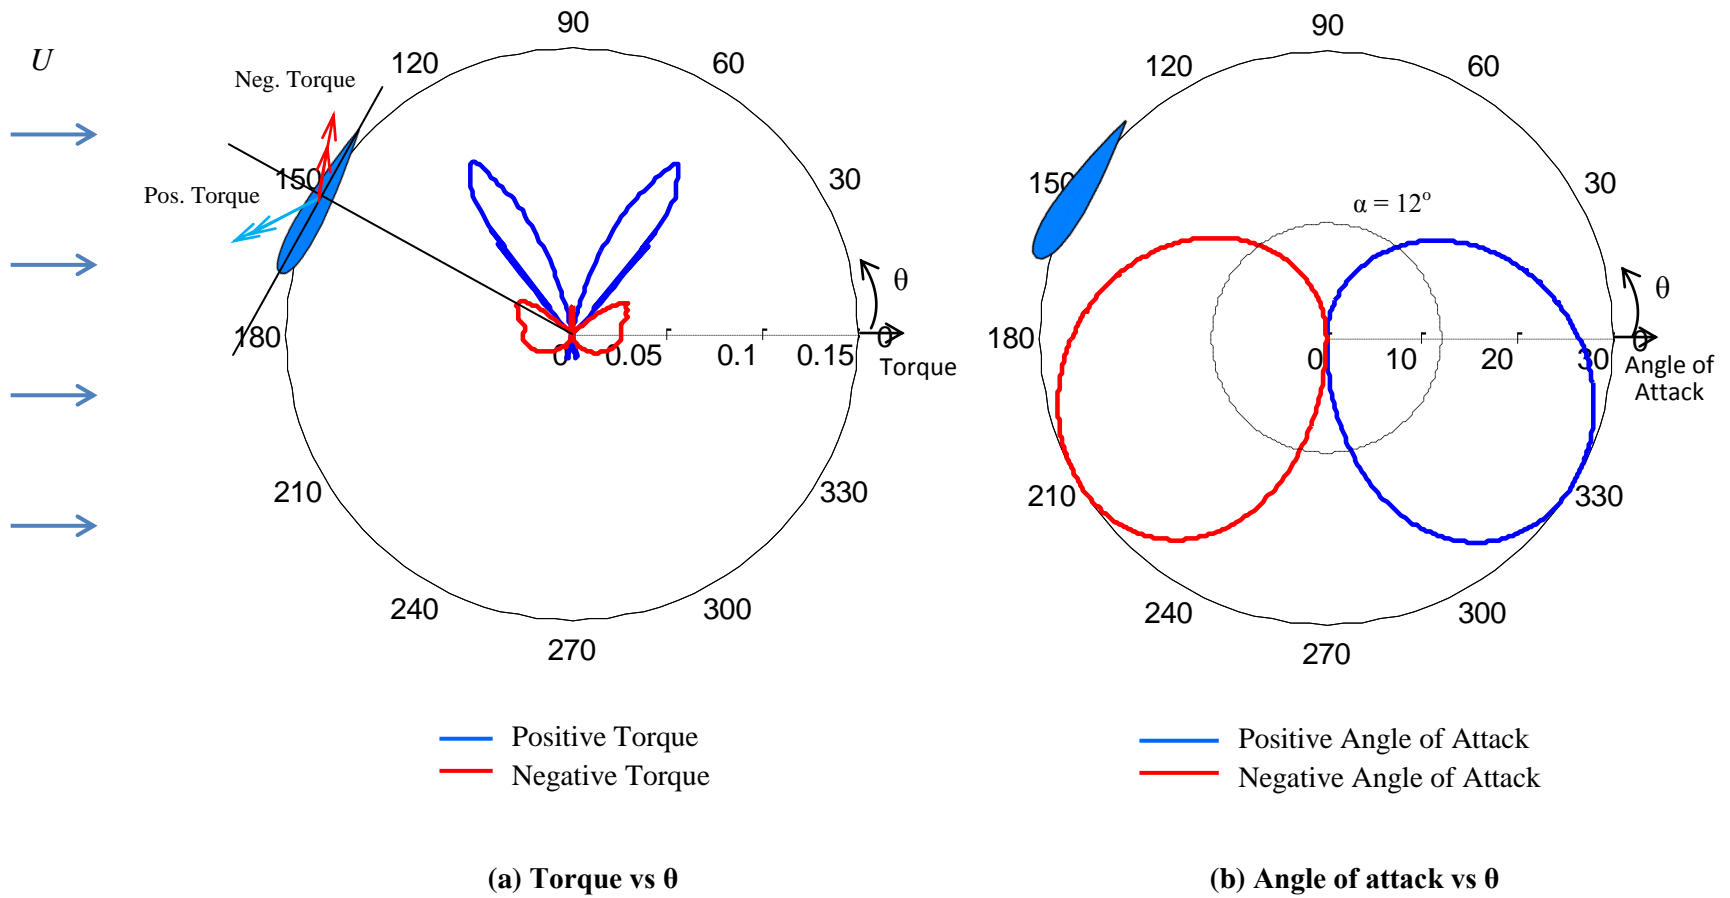 U
Neg. Torque
Pos. Torque
90
120
60
150
30
θ
180
0
0.05
0.1
0.15
0
Torque
210
330
240
300
270
Positive Torque
Negative Torque
(a) Torque vs θ
90
120
60
150
30
α = 12°
θ
180
0
10
20
30
0
Angle of
Attack
210
330
240
300
270
Positive Angle of Attack
Negative Angle of Attack
(b) Angle of attack vs θ